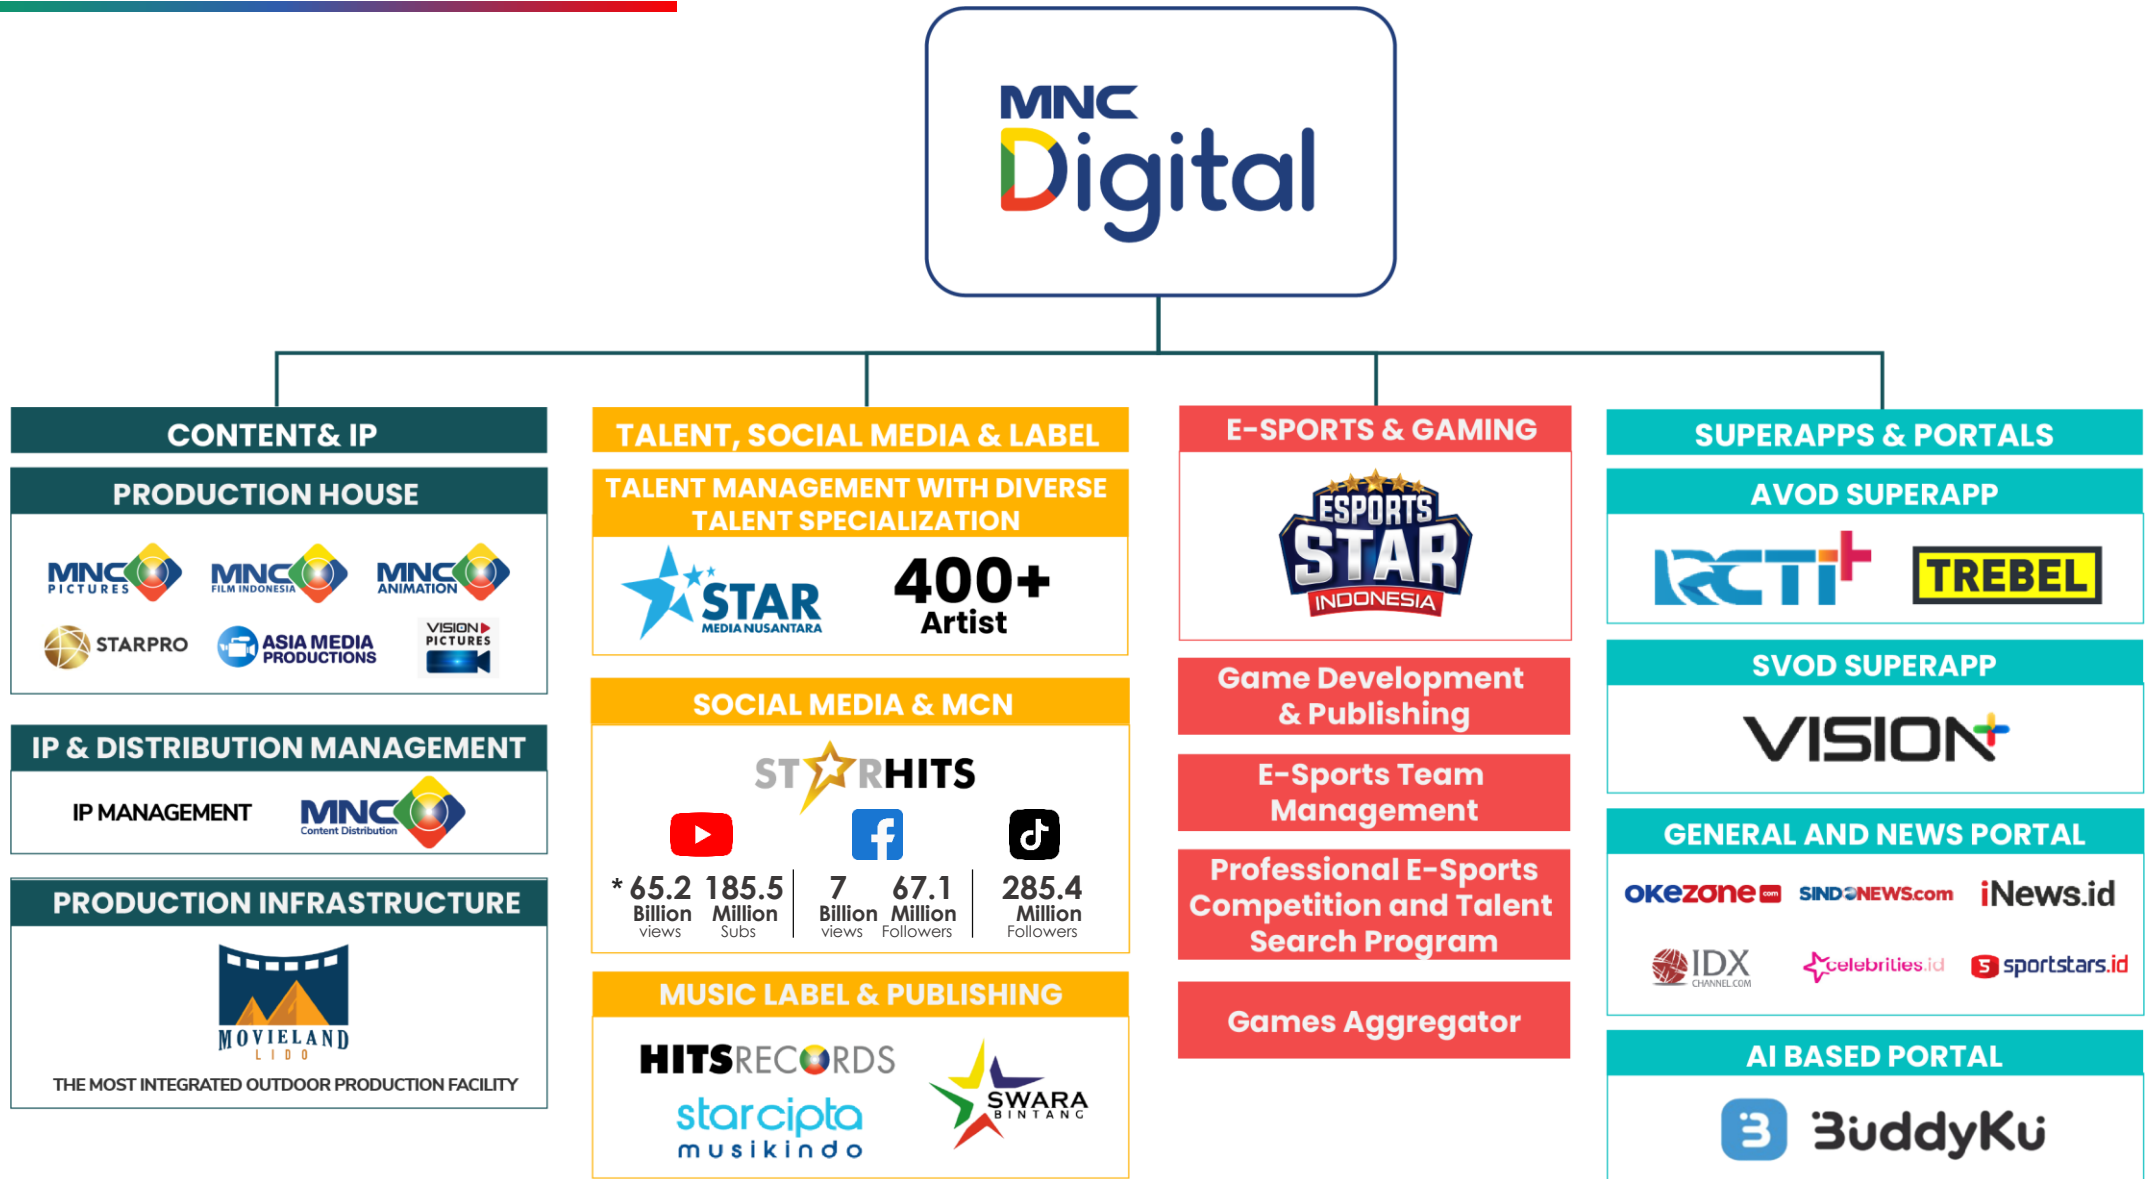 MNC
Digital
CONTENT& IP
PRODUCTION HOUSE
MNC
PICTURES
MNC
FILM INDONESIA
MNC
ANIMATION
STARPRO
ASIA MEDIA
PRODUCTIONS
VISION
PICTURES
IP & DISTRIBUTION MANAGEMENT
IP MANAGEMENT
MNC
Content Distribution
PRODUCTION INFRASTRUCTURE
MOVIELAND
LIDO
THE MOST INTEGRATED OUTDOOR PRODUCTION FACILITY
TALENT, SOCIAL MEDIA & LABEL
TALENT MANAGEMENT WITH DIVERSE
TALENT SPECIALIZATION
STAR
MEDIA NUSANTARA
400+
Artist
SOCIAL MEDIA & MCN
STARHITS
* 65.2 185.5 7 67.1 285.4
Billion Million Billion Million Million
views Subs views Followers Followers
MUSIC LABEL & PUBLISHING
HITSRECORDS
starcipta
musikindo
SWARA
BINTANG
E-SPORTS & GAMING
ESPORTS
STAR
INDONESIA
Game Development
& Publishing
E-Sports Team
Management
Professional E-Sports
Competition and Talent
Search Program
Games Aggregator
SUPERAPPS & PORTALS
AVOD SUPERAPP
RCTI+
TREBEL
SVOD SUPERAPP
VISION+
GENERAL AND NEWS PORTAL
OKezone com
SINDONEWS.com
iNews.id
IDX
CHANNEL.COM
celebrities.id
sportstars.id
AI BASED PORTAL
BuddyKu